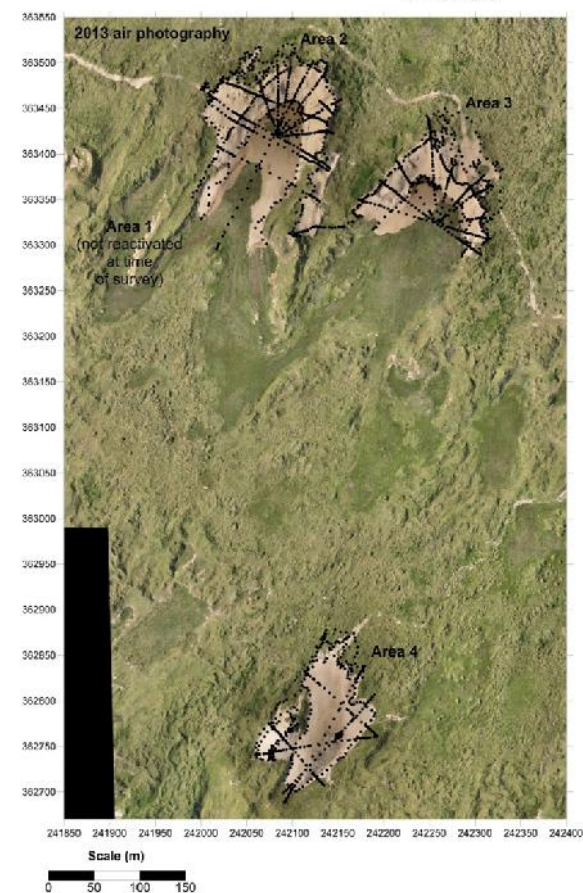 363550
2013 air photography
Area 2
363500
Area 3
363450
363400
363350
Area 1
(not reactivated
at time
of survey)
363300
363250
363200
363150
363100
363050
363000
362950
362900
362850
Area 4
362800
362750
362700
241850 241900 241950 242000 242050 242100 242150 242200 242250 242300 242350 242400
Scale (m)
0 50 100 150